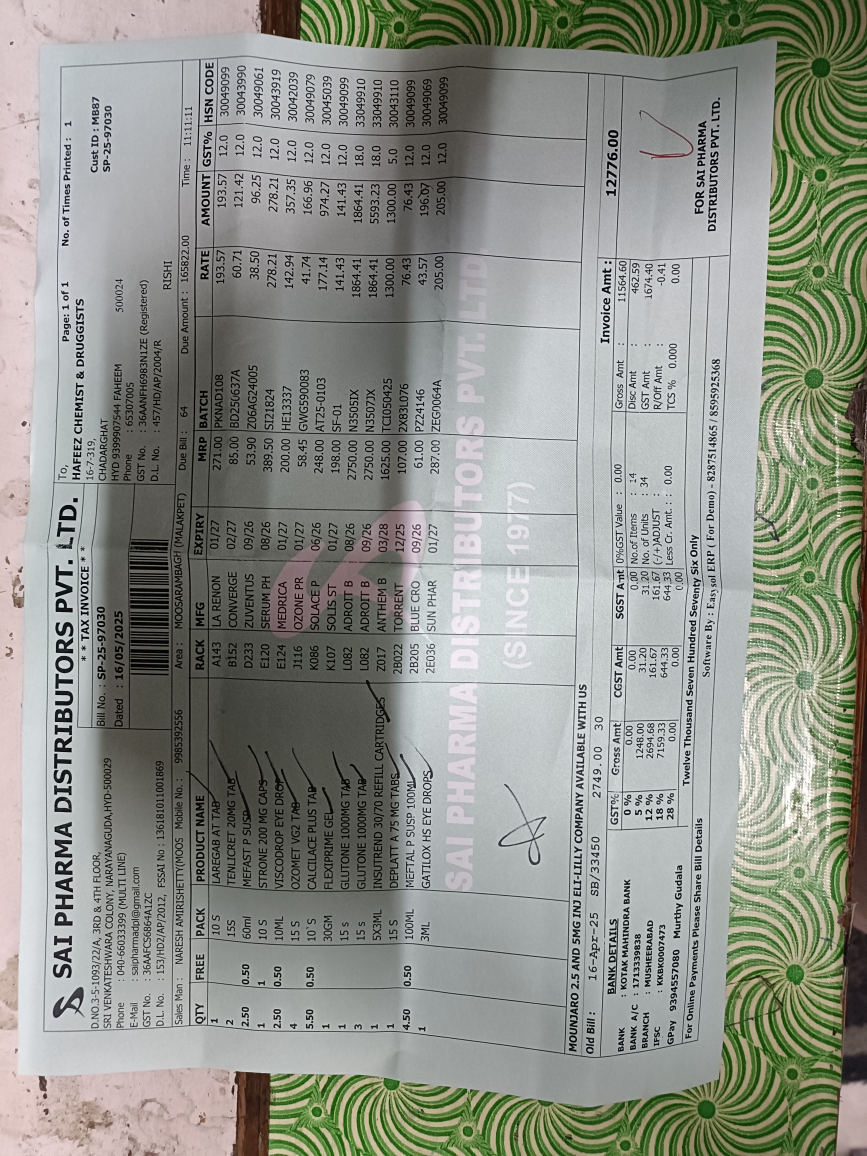 SAI PHARMA DISTRIBUTORS PVT. LTD.
* * TAX INVOICE * *
D.NO.3-5-1093/22/A, 3RD & 4TH FLOOR,
SRI VENKATESHWARA COLONY, NARAYANAGUDA,HYD-500029
Phone : 040-66033399 (MULTI LINE)
E-Mail : saipharmadpl@gmail.com
GST No. : 36AAFCS6864A1ZC
D.L. No. : 153/HD2/AP/2012, FSSAI No : 136181011001869
Bill No. : SP-25-97030
Dated : 16/05/2025
To, Page: 1 of 1 No. of Times Printed : 1
HAFEEZ CHEMIST & DRUGGISTS
16-7-319, Cust ID : MB87
CHADARGHAT SP-25-97030
HYD 9399907544 FAHEEM 500024
Phone : 65307005
GST No. : 36AANFH6983N1ZE (Registered)
D.L. No. : 457/HD/AP/2004/R RISHI
Sales Man : NARESH AMIRISHETTY(MOOS Mobile No. : 9985392556 Area : MOOSARAMBAGH (MALAKPET) Due Bill : 64 Due Amount : 165822.00 Time : 11:11:11
QTY FREE PACK PRODUCT NAME RACK MFG EXPIRY MRP BATCH RATE AMOUNT GST% HSN CODE
1 10 S LAREGAB AT TAB A143 LA RENON 01/27 271.00 PKNAD108 193.57 193.57 12.0 30049099
2 15S TENLICRET 20MG TAB B152 CONVERGE 02/27 85.00 BD250637A 60.71 121.42 12.0 30043990
2.50 0.50 60ml MEFAST P SUSP D233 ZUVENTUS 09/26 53.90 Z06AG24005 38.50 96.25 12.0 30049061
1 1 10 S STRONE 200 MG CAPS E120 SERUM PH 08/26 389.50 SI21824 278.21 278.21 12.0 30043919
2.50 0.50 10ML VISCODROP EYE DROP E124 MEDRICA 01/27 200.00 HE13337 142.94 357.35 12.0 30042039
4 15 S OZOMET VG2 TAB J116 OZONE PR 01/27 58.45 GWG590083 41.74 166.96 12.0 30049079
5.50 0.50 10`S CALCILACE PLUS TAB K086 SOLACE P 06/26 248.00 AT25-0103 177.14 974.27 12.0 30045039
1 30GM FLEXIPRIME GEL K107 SOLIS ST 01/27 198.00 SF-01 141.43 141.43 12.0 30049099
1 15 s GLUTONE 1000MG TAB L082 ADROIT B 08/26 2750.00 N3505IX 1864.41 1864.41 18.0 33049910
3 15 s GLUTONE 1000MG TAB L082 ADROIT B 09/26 2750.00 N3507JX 1864.41 5593.23 18.0 33049910
1 5X3ML INSUTREND 30/70 REFILL CARTRIDGES Z017 ANTHEM B 03/28 1625.00 TCI050425 1300.00 1300.00 5.0 30043110
1 15 S DEPLATT A 75 MG TABS 2B022 TORRENT 12/25 107.00 2XB3L076 76.43 76.43 12.0 30049099
4.50 0.50 100ML MEFTAL P SUSP 100ML 2B205 BLUE CRO 09/26 61.00 PZ24146 43.57 196.07 12.0 30049069
1 3ML GATILOX HS EYE DROPS 2E036 SUN PHAR 01/27 287.00 ZEGI064A 205.00 205.00 12.0 30049099
SAI PHARMA DISTRIBUTORS PVT. LTD.
(SINCE 1977)
MOUNJARO 2.5 AND 5MG INJ ELI-LILLY COMPANY AVAILABLE WITH US
Old Bill : 16-Apr-25 SB/33450 2749.00 30
BANK DETAILS
BANK : KOTAK MAHINDRA BANK
BANK A/C : 1713339838
BRANCH : MUSHEERABAD
IFSC : KKBK0007473
GPay 9394557080 Murthy Gudala
For Online Payments Please Share Bill Details
GST% Gross Amt CGST Amt SGST Amt
0 % 0.00 0.00 0.00
5 % 1248.00 31.20 31.20
12 % 2694.68 161.67 161.67
18 % 7159.33 644.33 644.33
28 % 0.00 0.00 0.00
0%GST Value : 0.00
No.of Items : 14
No. of Units : 34
(-/+)ADJUST :
Less Cr. Amt. : : 0.00
Invoice Amt : 12776.00
Gross Amt : 11564.60
Disc Amt : 462.59
GST Amt : 1674.40
R/Off Amt : -0.41
TCS % 0.000 0.00
Twelve Thousand Seven Hundred Seventy Six Only
Software By : Easysol ERP ( For Demo) - 8287514865 / 8595925368
FOR SAI PHARMA
DISTRIBUTORS PVT. LTD.